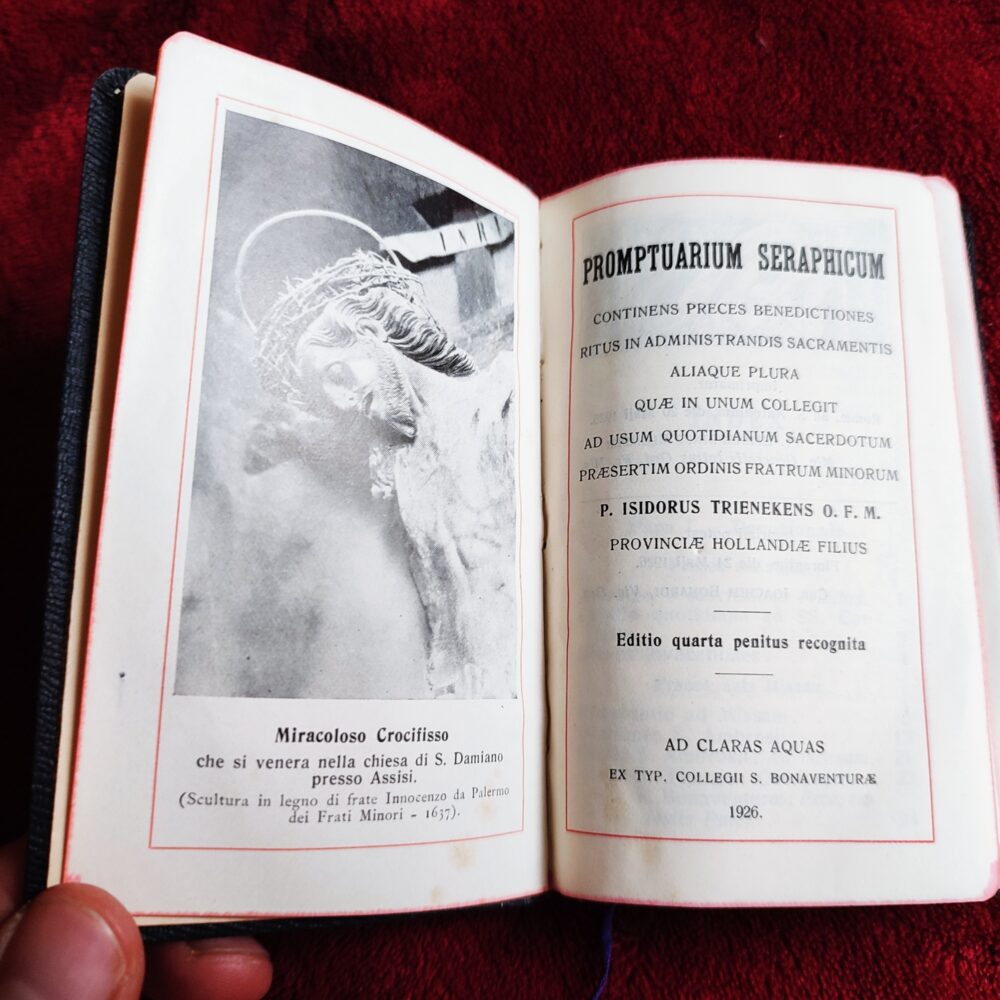 INRI
Miracoloso Crocifisso
che si venera nella chiesa di S. Damiano
presso Assisi.
(Scultura in legno di frate Innocenzo da Palermo
dei Frati Minori - 1637).
PROMPTUARIUM SERAPHICUM
CONTINENS PRECES BENEDICTIONES
RITUS IN ADMINISTRANDIS SACRAMENTIS
ALIAQUE PLURA
QUÆ IN UNUM COLLEGIT
AD USUM QUOTIDIANUM SACERDOTUM
PRÆSERTIM ORDINIS FRATRUM MINORUM
P. ISIDORUS TRIENEKENS O. F. M.
PROVINCIÆ HOLLANDIÆ FILIUS
Editio quarta penitus recognita
AD CLARAS AQUAS
EX TYP. COLLEGII S. BONAVENTURÆ
1926.